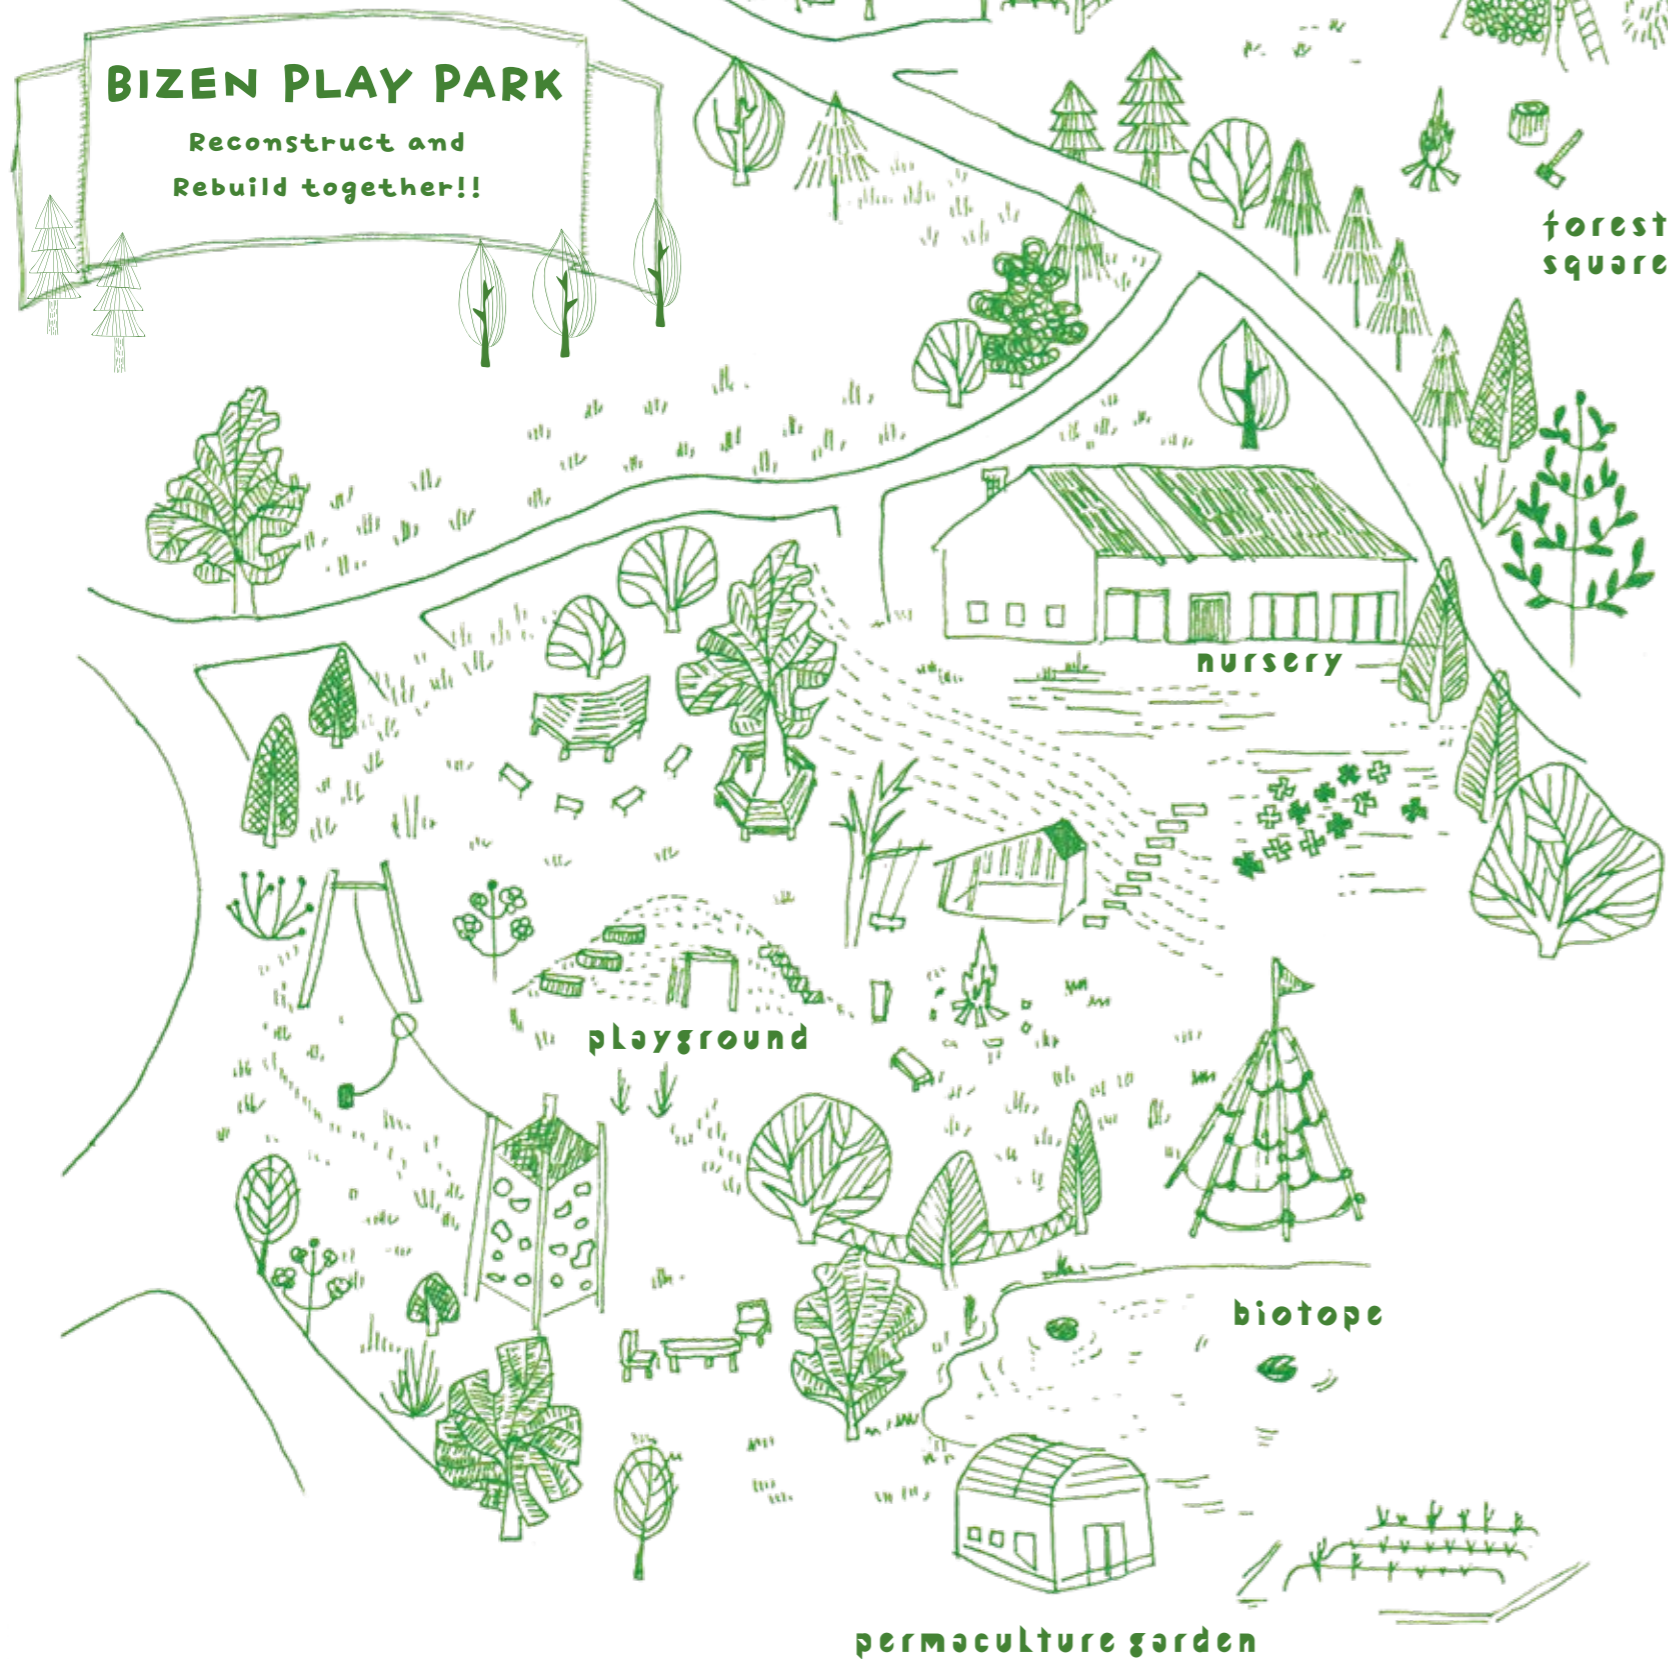 BIZEN PLAY PARK
Reconstruct and
Rebuild together!!
forest
square
nursery
playground
biotope
permaculture garden